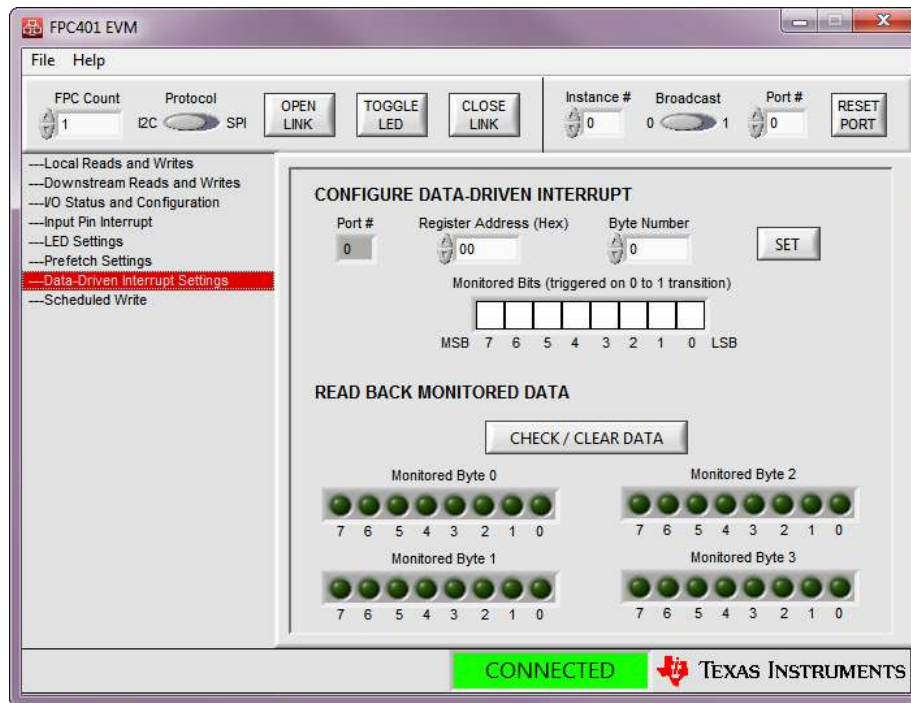 FPC401 EVM
File Help
FPC Count Protocol Instance # Broadcast Port #
1 I2C SPI OPEN LINK TOGGLE LED CLOSE LINK 0 0 1 0 RESET PORT
---Local Reads and Writes
---Downstream Reads and Writes
---I/O Status and Configuration
---Input Pin Interrupt
---LED Settings
---Prefetch Settings
---Data-Driven Interrupt Settings
---Scheduled Write
CONFIGURE DATA-DRIVEN INTERRUPT
Port # Register Address (Hex) Byte Number
0 00 0 SET
Monitored Bits (triggered on 0 to 1 transition)
MSB 7 6 5 4 3 2 1 0 LSB
READ BACK MONITORED DATA
CHECK / CLEAR DATA
Monitored Byte 0 Monitored Byte 2
7 6 5 4 3 2 1 0 7 6 5 4 3 2 1 0
Monitored Byte 1 Monitored Byte 3
7 6 5 4 3 2 1 0 7 6 5 4 3 2 1 0
CONNECTED TEXAS INSTRUMENTS